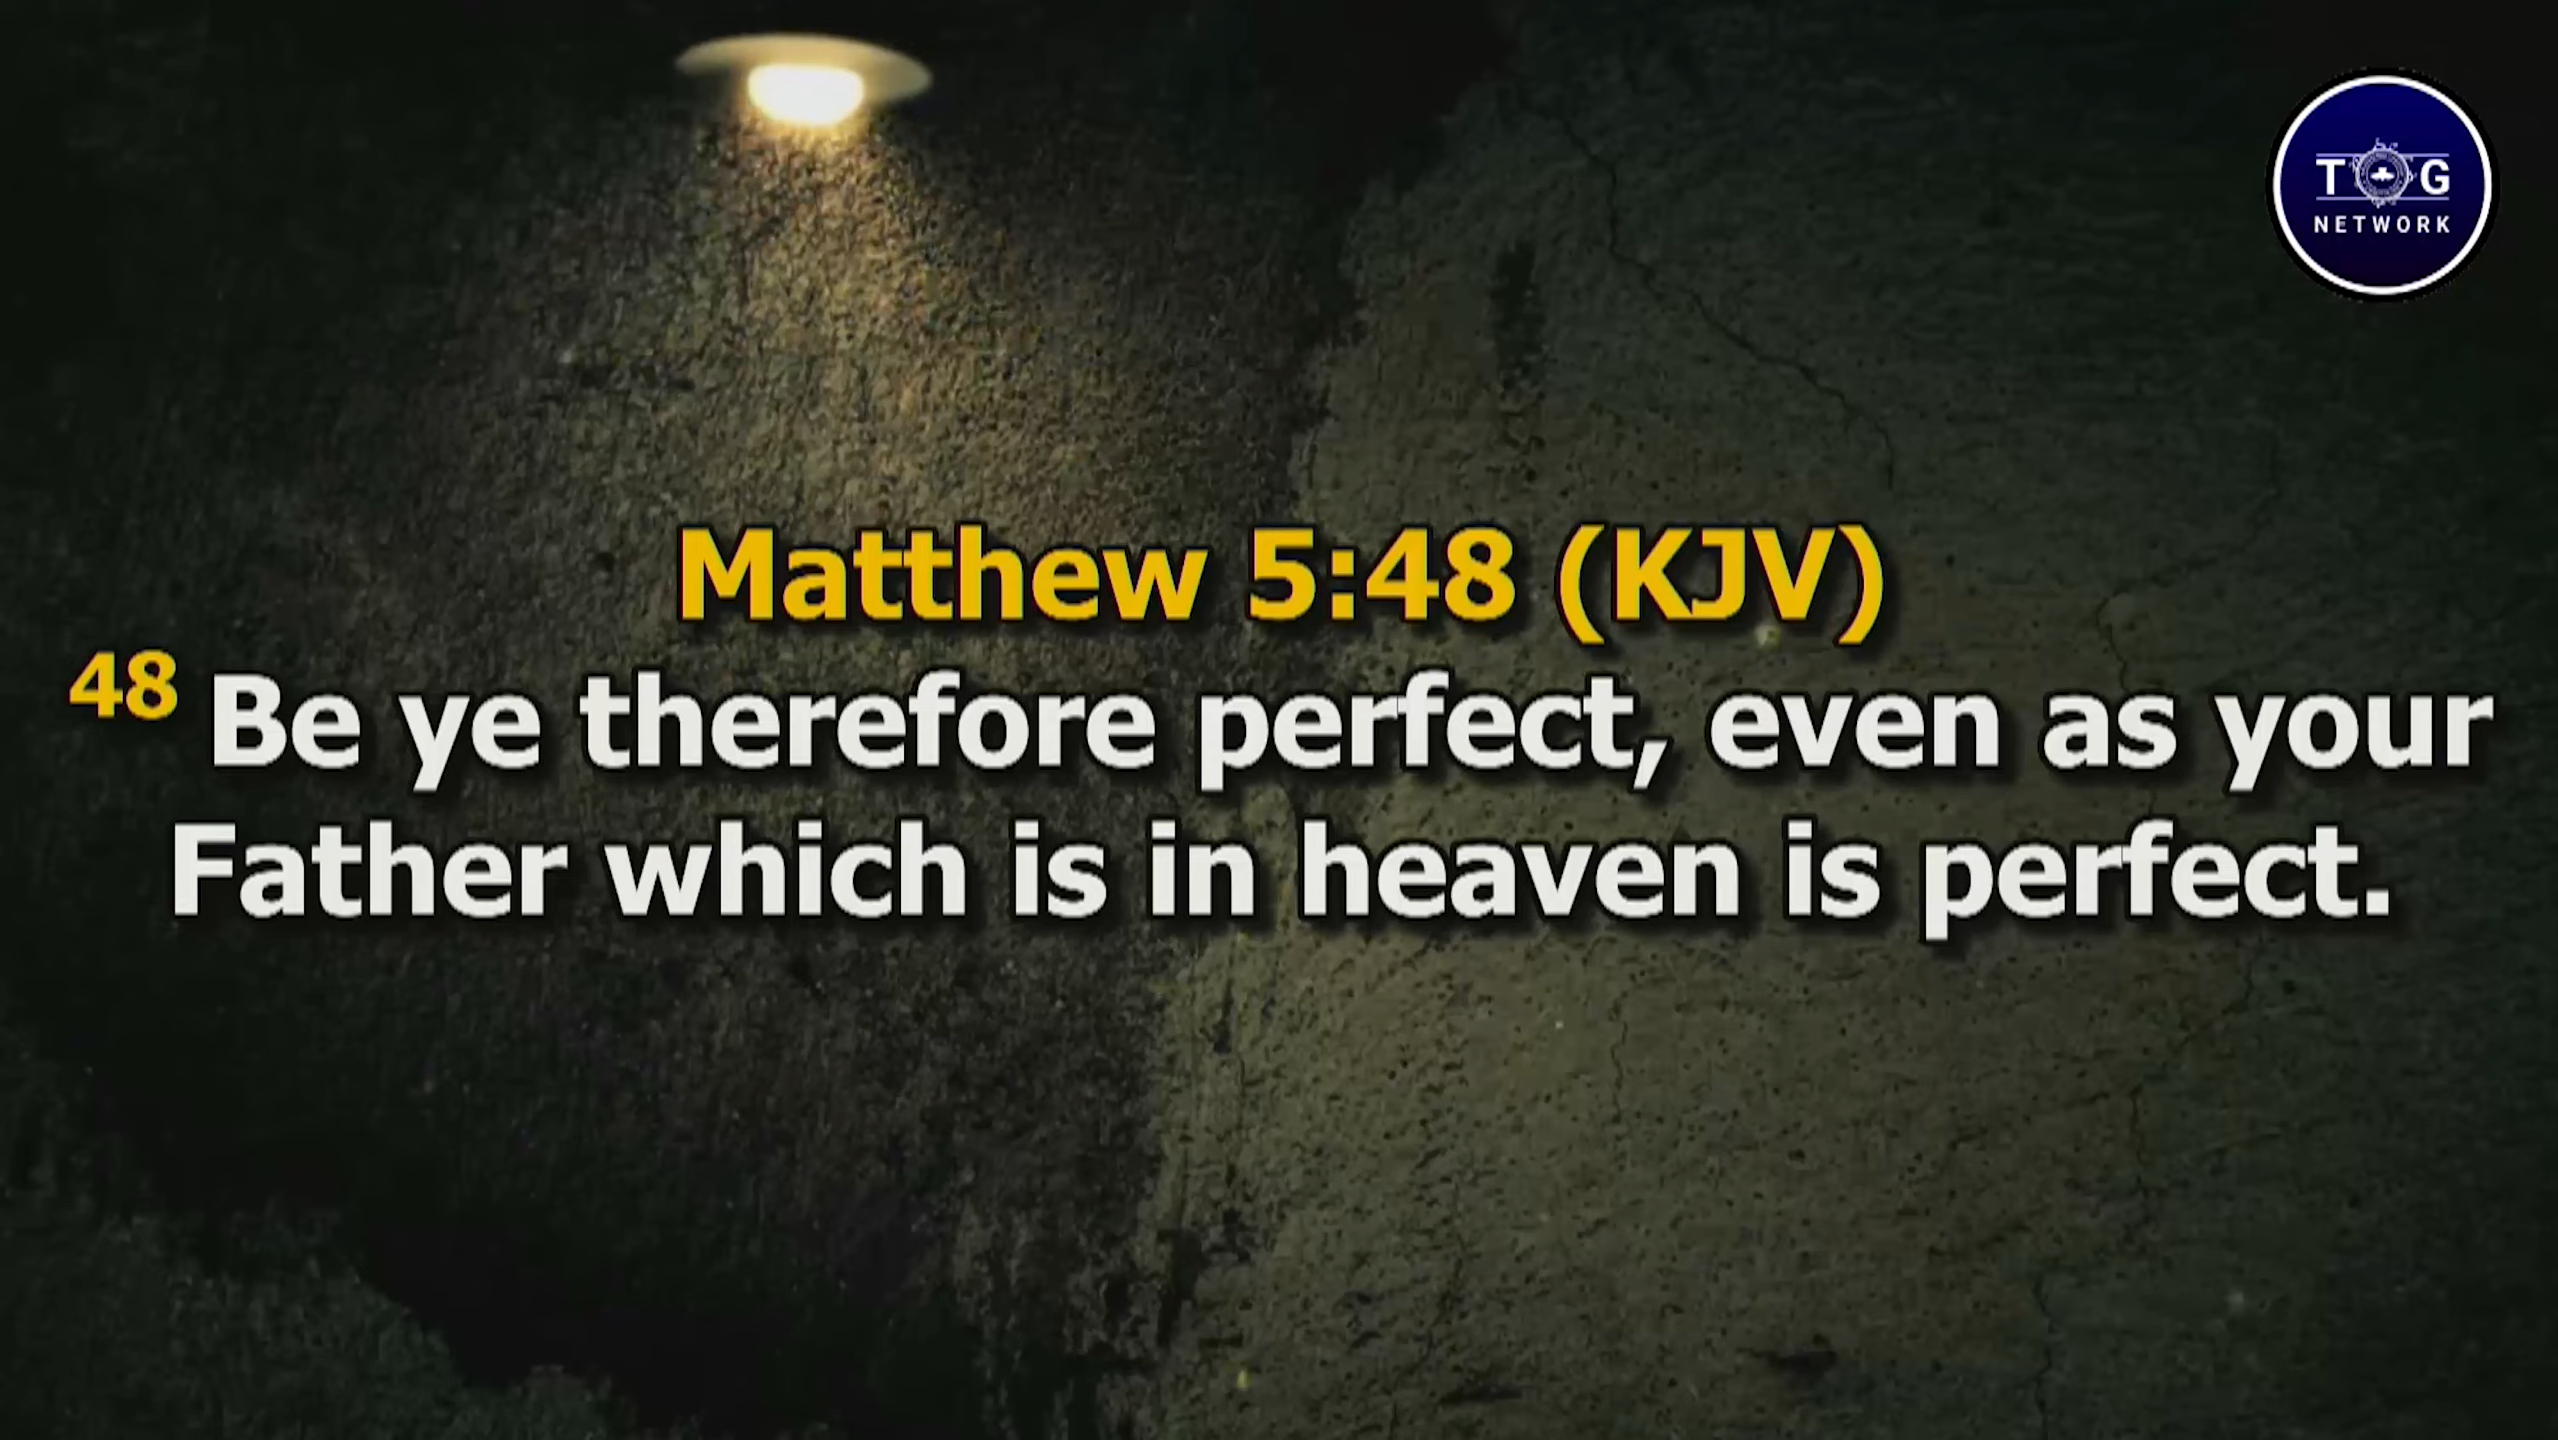 T G
NETWORK
Matthew 5:48 (KJV)
48 Be ye therefore perfect, even as your
Father which is in heaven is perfect.